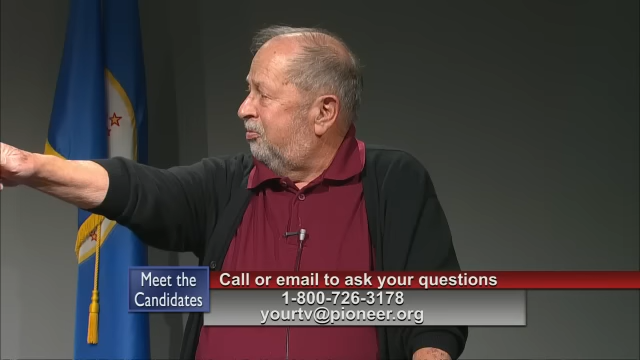 Meet the
Candidates
Call or email to ask your questions
1-800-726-3178
yourtv@pioneer.org